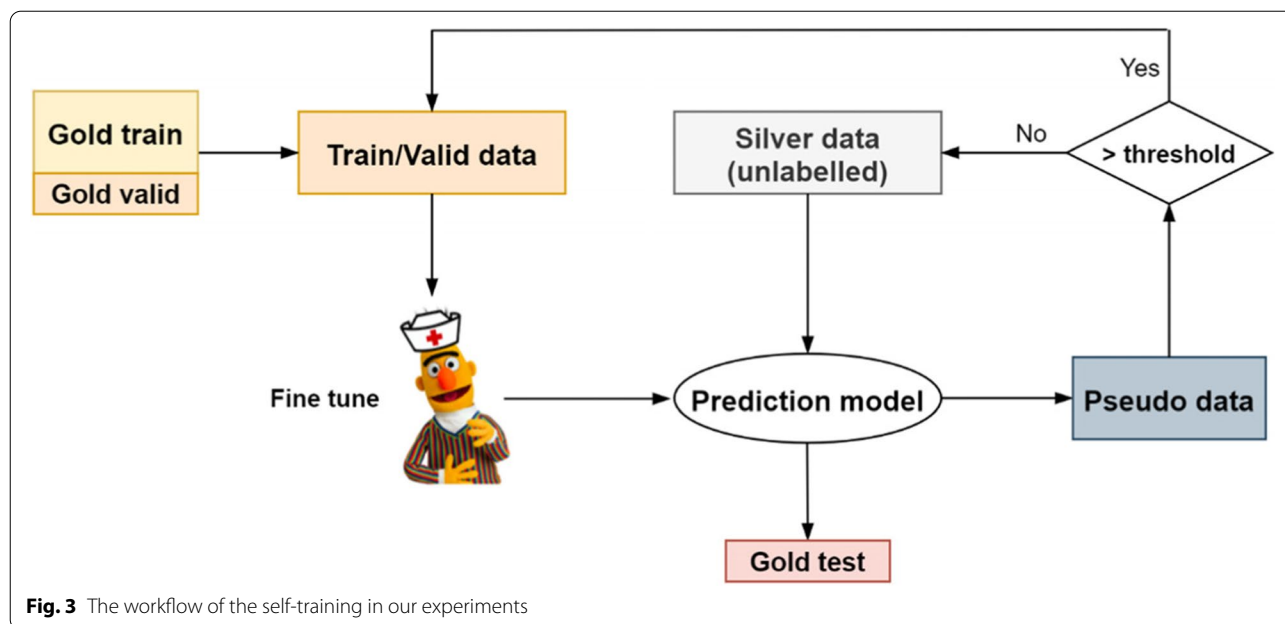 Yes
Gold train
Gold valid
Train/Valid data
Silver data
(unlabelled)
No
> threshold
Fine tune
Prediction model
Pseudo data
Gold test
Fig. 3 The workflow of the self-training in our experiments